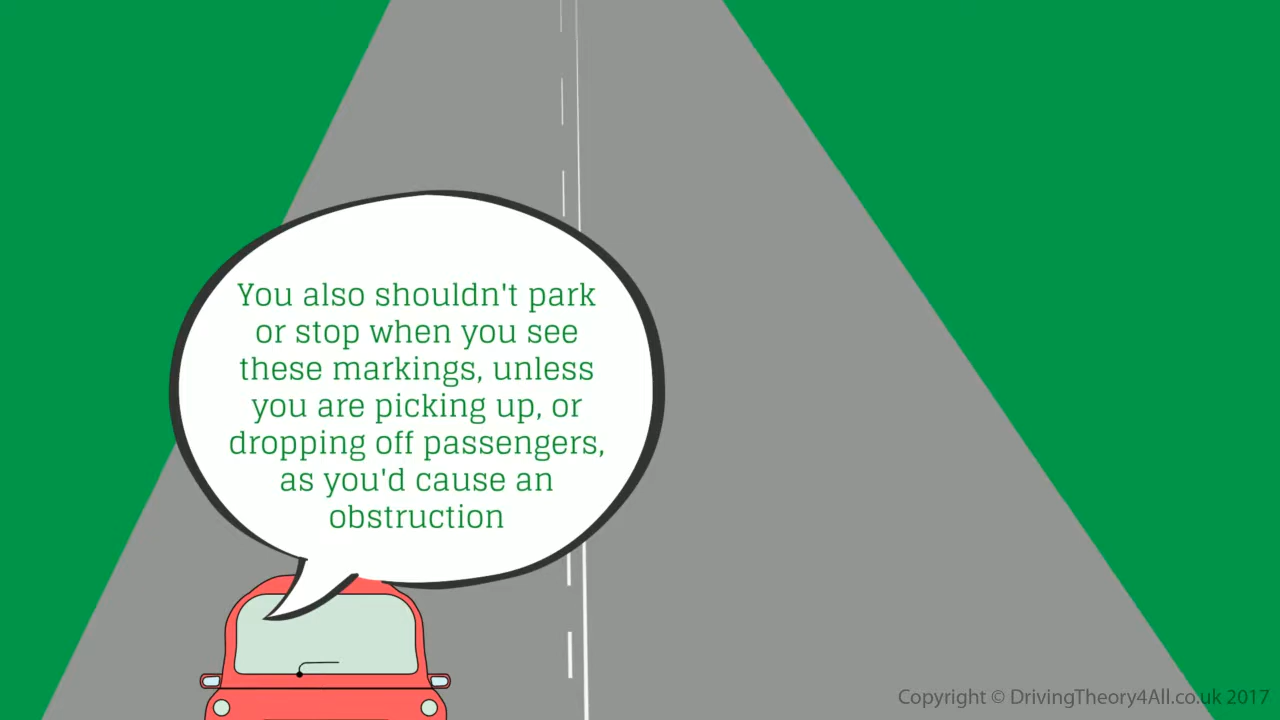 You also shouldn't park
or stop when you see
these markings, unless
you are picking up, or
dropping off passengers,
as you'd cause an
obstruction
Copyright © DrivingTheory4All.co.uk 2017